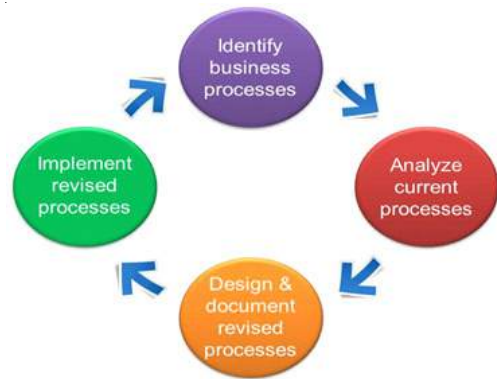 Identify
business
processes
Analyze
current
processes
Design &
document
revised
processes
Implement
revised
processes